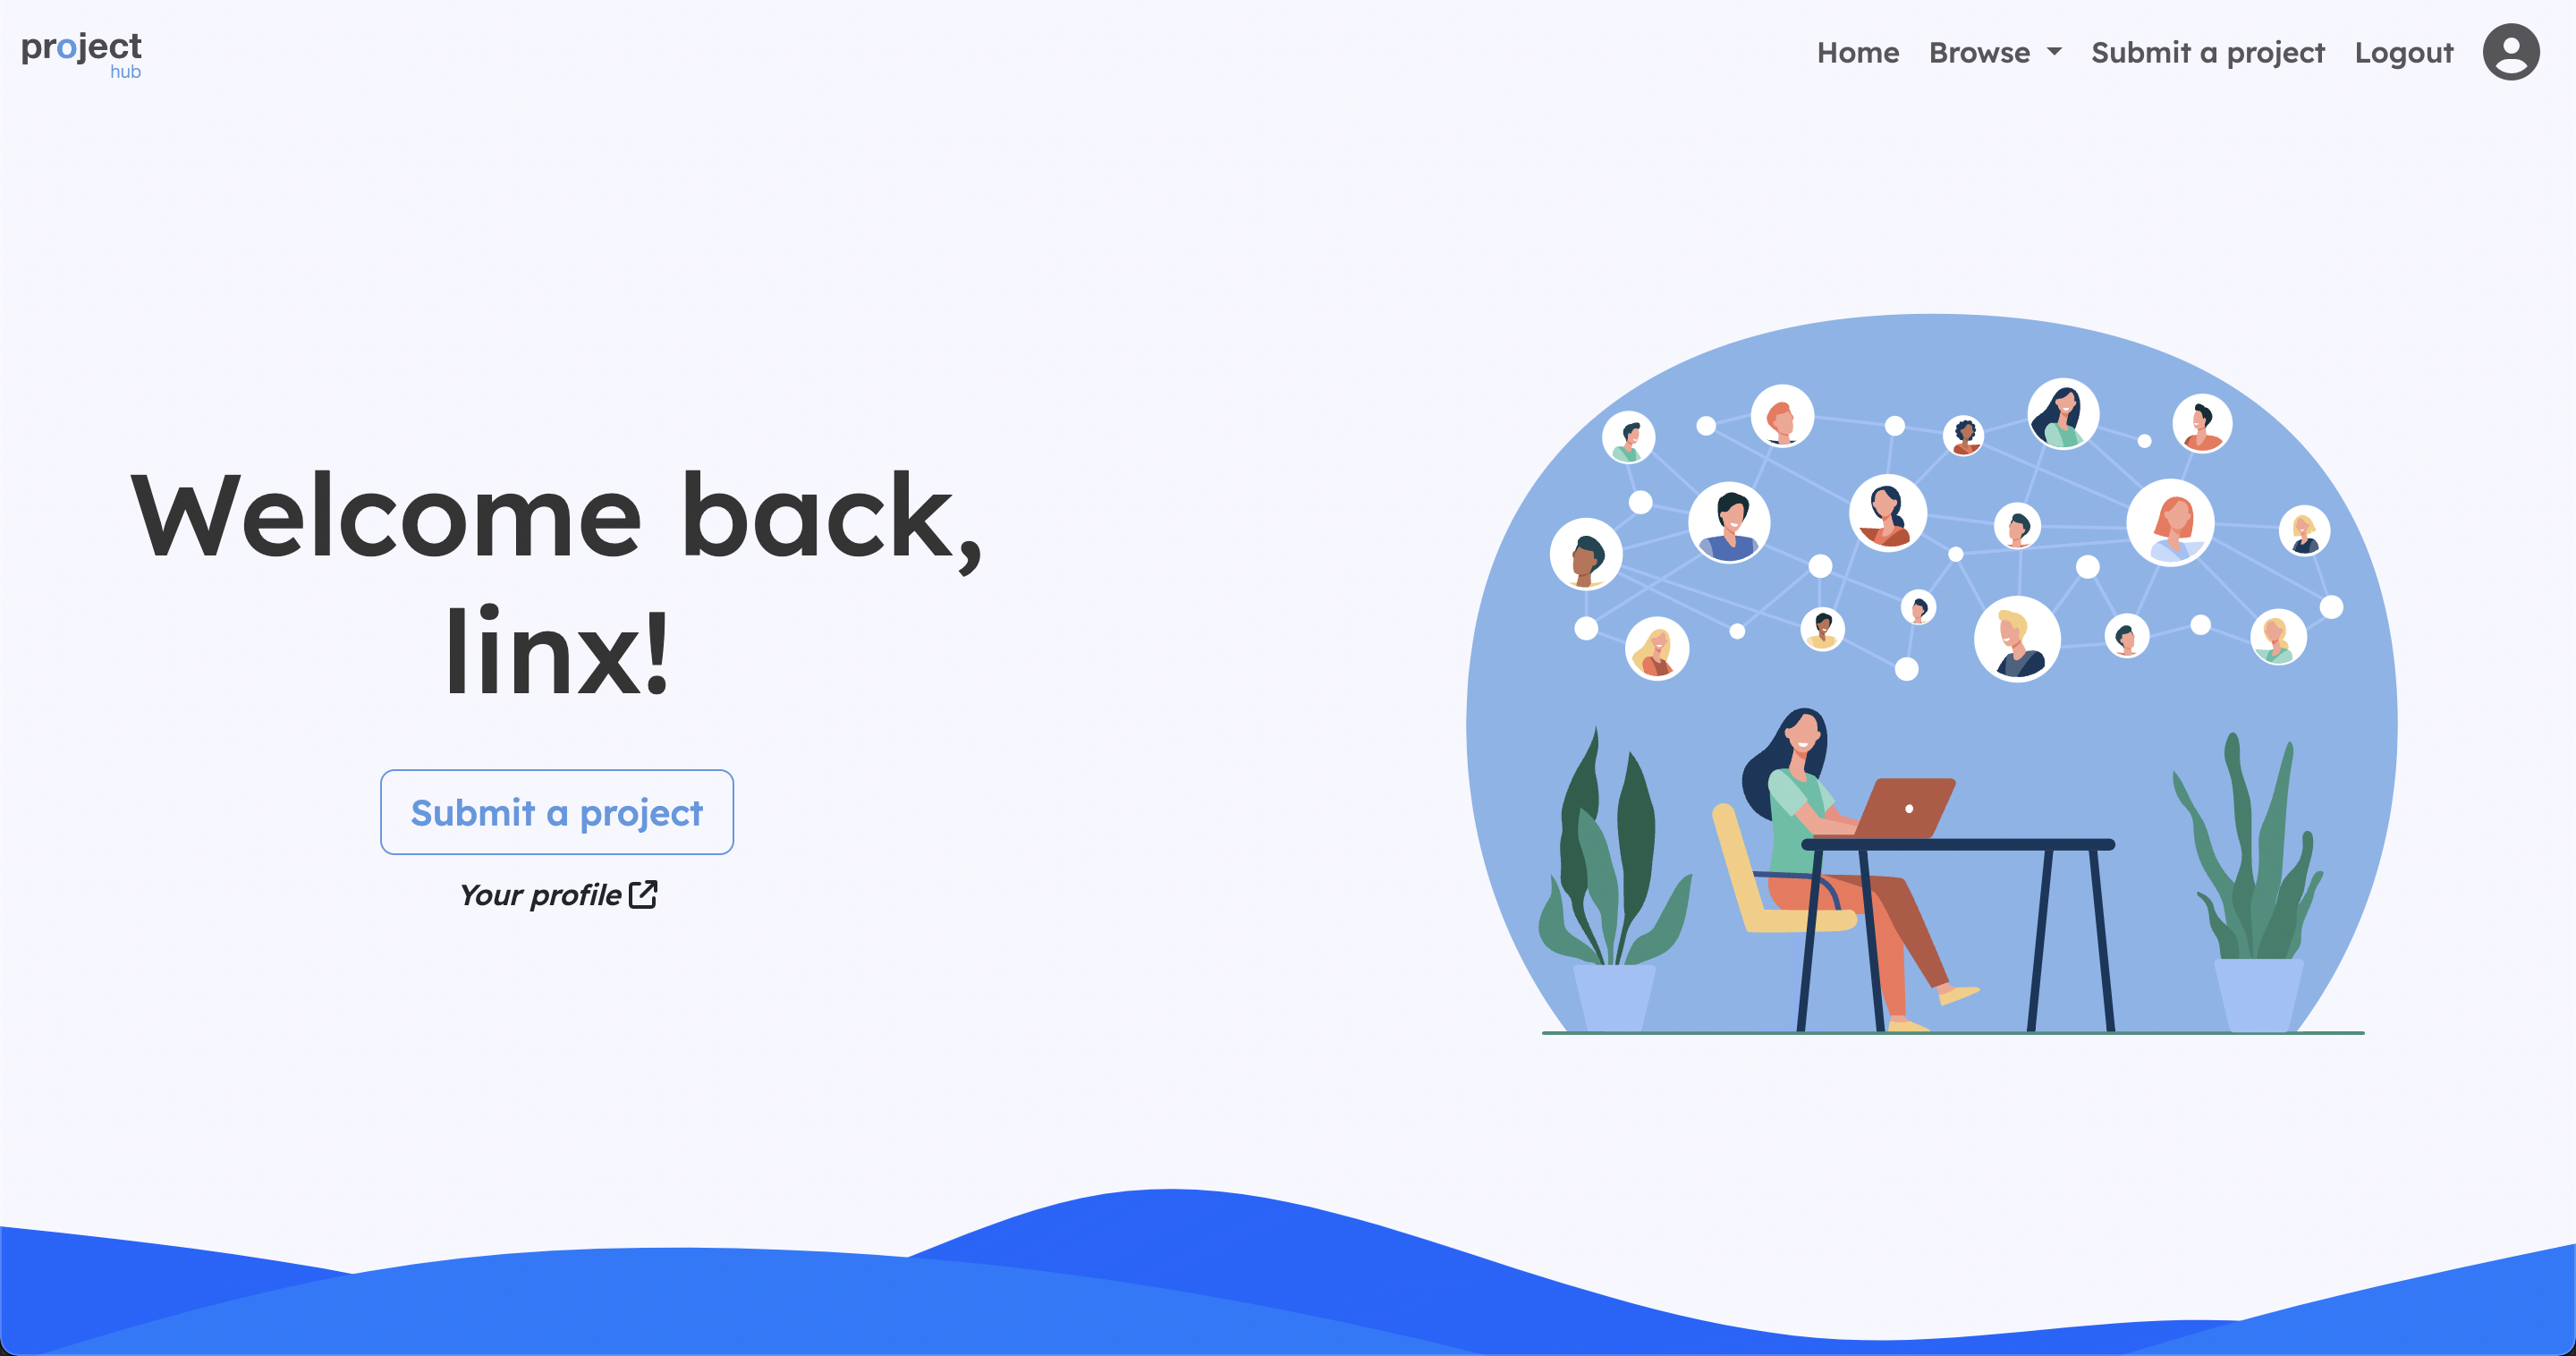 project
hub
Home Browse Submit a project Logout
Welcome back,
linx!
Submit a project
Your profile